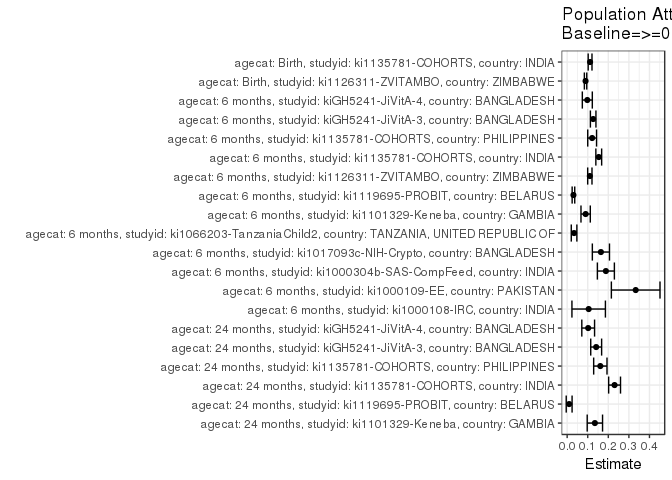 Population Att
Baseline=>=0
agecat: Birth, studyid: ki1135781-COHORTS, country: INDIA
agecat: Birth, studyid: ki1126311-ZVITAMBO, country: ZIMBABWE
agecat: 6 months, studyid: kiGH5241-JiVitA-4, country: BANGLADESH
agecat: 6 months, studyid: kiGH5241-JiVitA-3, country: BANGLADESH
agecat: 6 months, studyid: ki1135781-COHORTS, country: PHILIPPINES
agecat: 6 months, studyid: ki1135781-COHORTS, country: INDIA
agecat: 6 months, studyid: ki1126311-ZVITAMBO, country: ZIMBABWE
agecat: 6 months, studyid: ki1119695-PROBIT, country: BELARUS
agecat: 6 months, studyid: ki1101329-Keneba, country: GAMBIA
agecat: 6 months, studyid: ki1066203-TanzaniaChild2, country: TANZANIA, UNITED REPUBLIC OF
agecat: 6 months, studyid: ki1017093c-NIH-Crypto, country: BANGLADESH
agecat: 6 months, studyid: ki1000304b-SAS-CompFeed, country: INDIA
agecat: 6 months, studyid: ki1000109-EE, country: PAKISTAN
agecat: 6 months, studyid: ki1000108-IRC, country: INDIA
agecat: 24 months, studyid: kiGH5241-JiVitA-4, country: BANGLADESH
agecat: 24 months, studyid: kiGH5241-JiVitA-3, country: BANGLADESH
agecat: 24 months, studyid: ki1135781-COHORTS, country: PHILIPPINES
agecat: 24 months, studyid: ki1135781-COHORTS, country: INDIA
agecat: 24 months, studyid: ki1119695-PROBIT, country: BELARUS
agecat: 24 months, studyid: ki1101329-Keneba, country: GAMBIA
0.0 0.1 0.2 0.3 0.4
Estimate